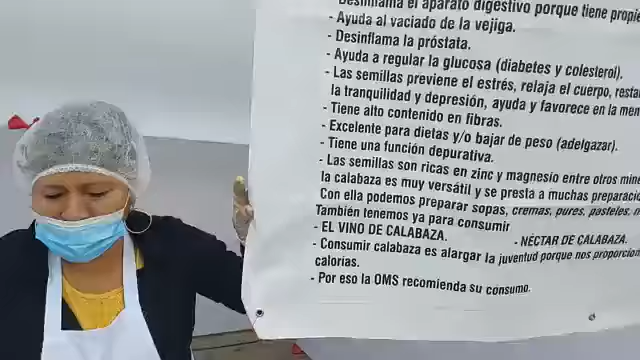 Desinflama el aparato digestivo porque tiene
- Ayuda al vaciado de la vejiga.
- Desinflama la próstata.
- Ayuda a regular la glucosa (diabetes y colesterol).
- Las semillas previene el estrés, relaja el cuerpo,
la tranquilidad y depresión, ayuda y favorece en la
- Tiene alto contenido en fibras.
- Excelente para dietas y/o bajar de peso (adelgazar).
- Tiene una función depurativa.
- Las semillas son ricas en zinc y magnesio entre otros
la calabaza es muy versátil y se presta a muchas
Con ella podemos preparar sopas, cremas, pures, pasteles,
También tenemos ya para consumir
- EL VINO DE CALABAZA. - NÉCTAR DE CALABAZA.
- Consumir calabaza es alargar la juventud porque nos
calorías.
- Por eso la OMS recomienda su consumo.